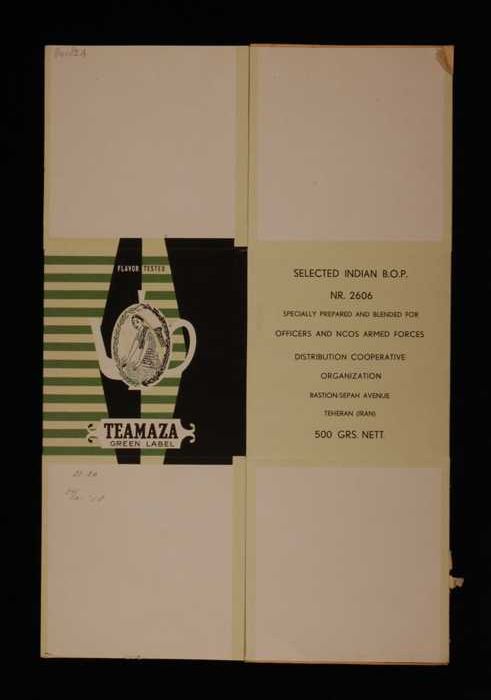 FLAVOR TESTED
TEAMAZA
GREEN LABEL
SELECTED INDIAN B.O.P.
NR. 2606
SPECIALLY PREPARED AND BLENDED FOR
OFFICERS AND NCOS ARMED FORCES
DISTRIBUTION COOPERATIVE
ORGANIZATION
BASTION/SEPAH AVENUE
TEHERAN (IRAN)
500 GRS. NETT.